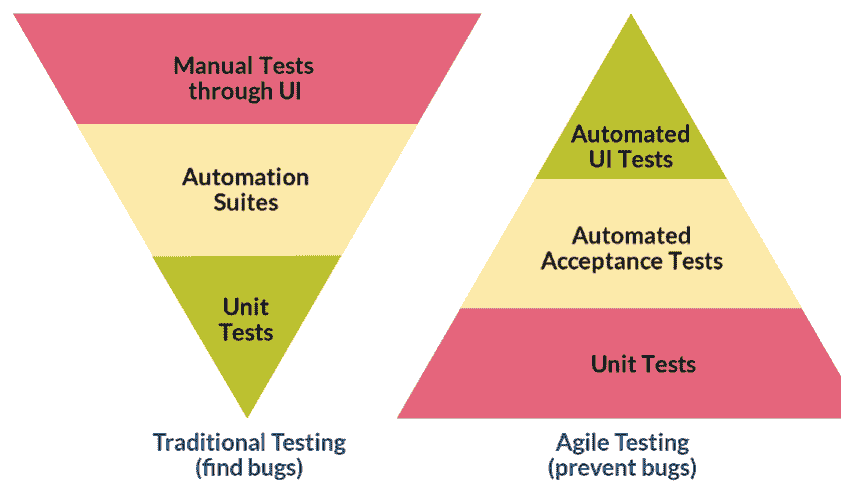 Manual Tests
through UI
Automation
Suites
Unit
Tests
Traditional Testing
(find bugs)
Automated
UI Tests
Automated
Acceptance Tests
Unit Tests
Agile Testing
(prevent bugs)